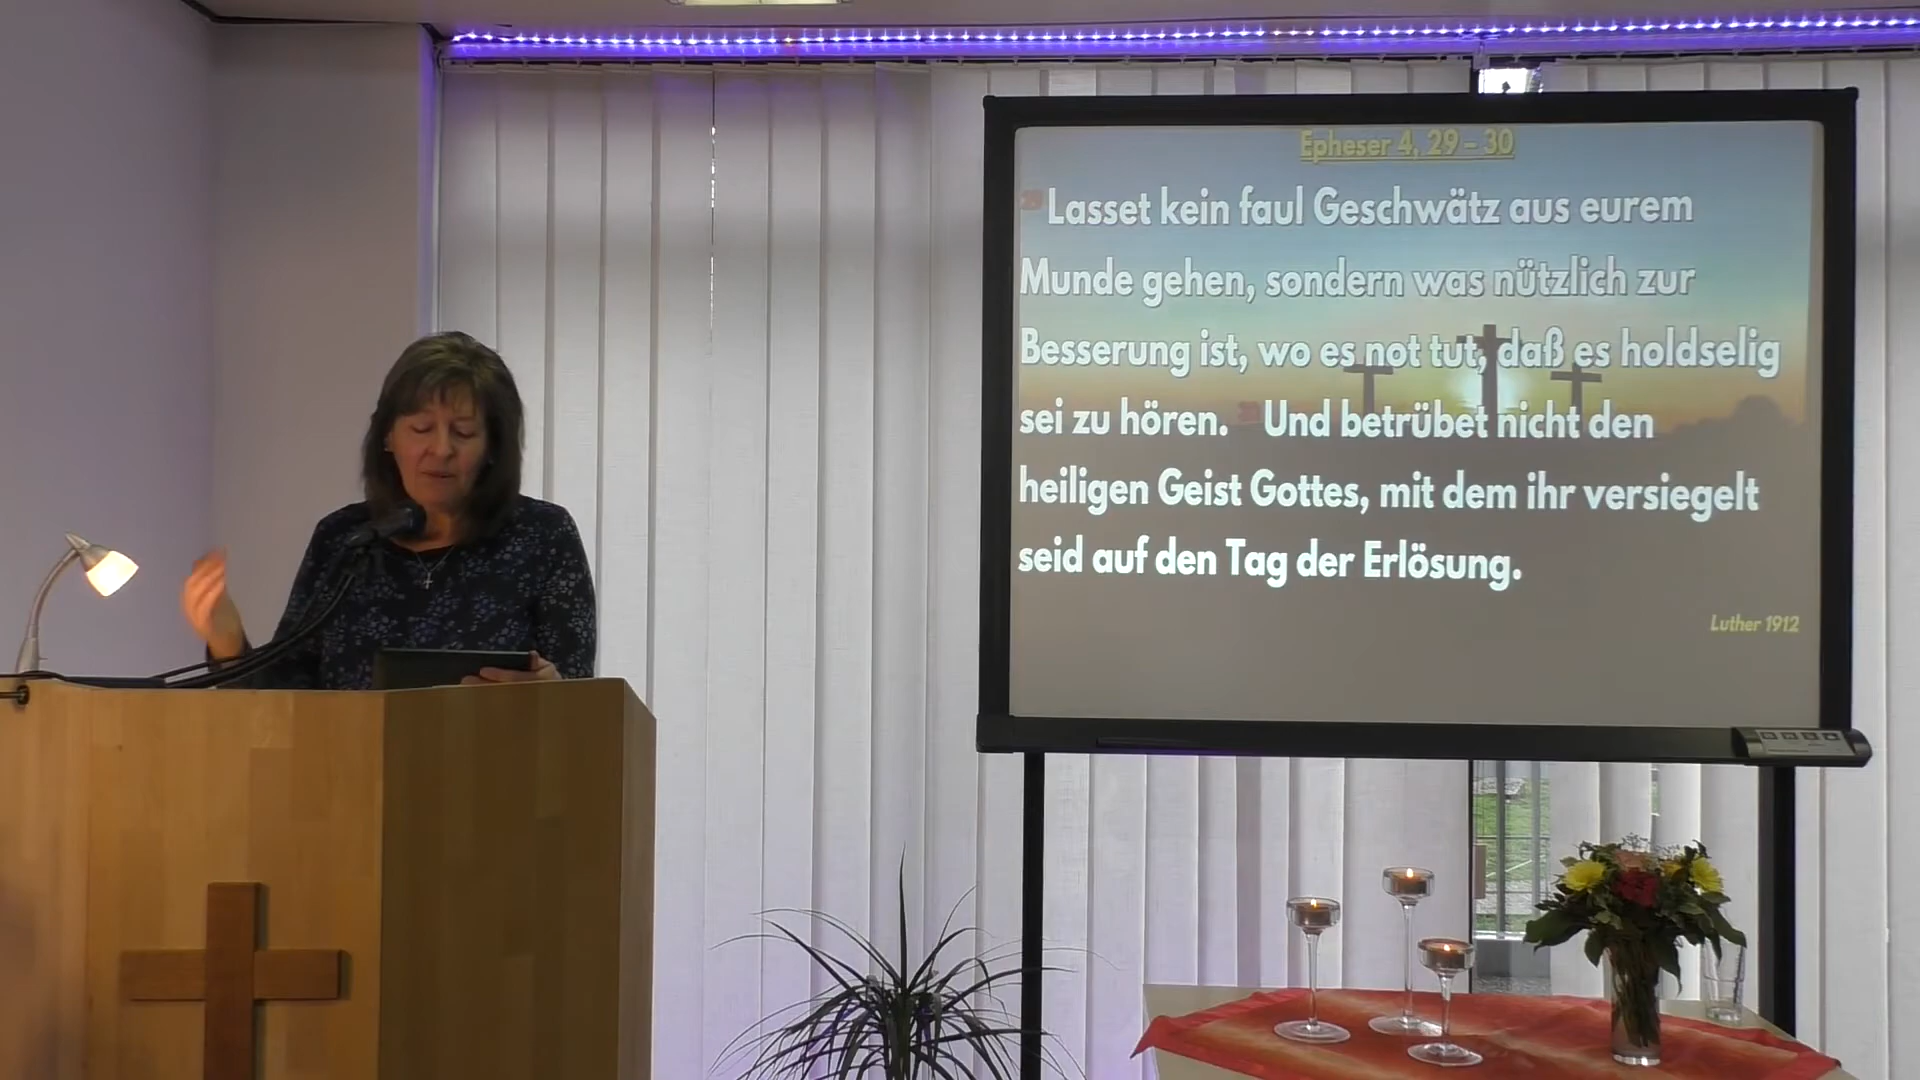 Epheser 4, 29 – 30
29 Lasset kein faul Geschwätz aus eurem
Munde gehen, sondern was nützlich zur
Besserung ist, wo es not tut, daß es holdselig
sei zu hören. 30 Und betrübet nicht den
heiligen Geist Gottes, mit dem ihr versiegelt
seid auf den Tag der Erlösung.
Luther 1912